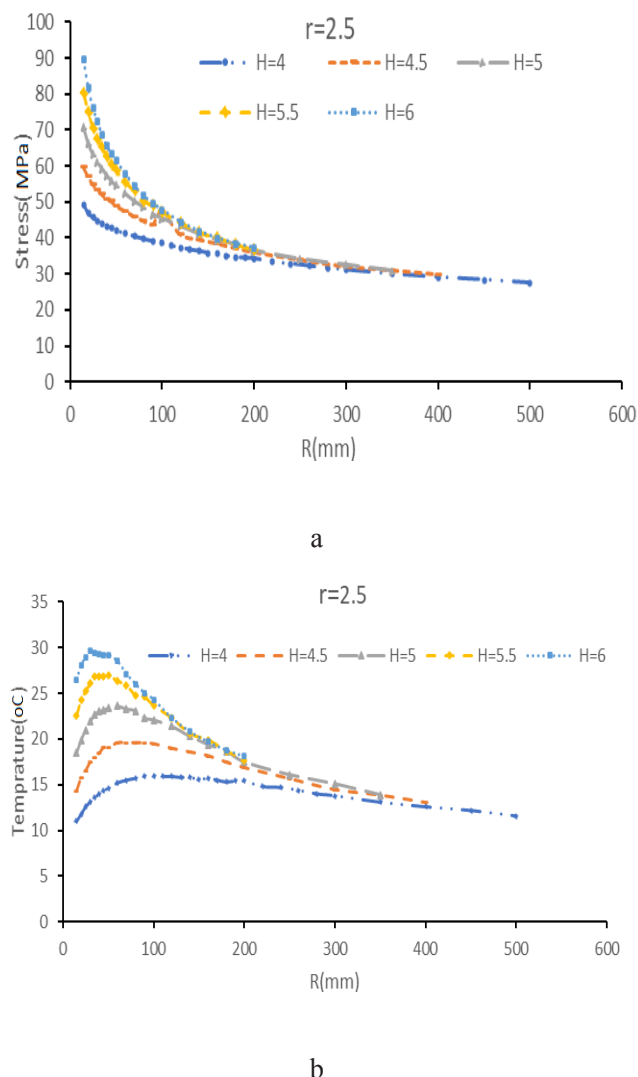 r=2.5
H=4 H=4.5 H=5
H=5.5 H=6
Stress( MPa)
100
90
80
70
60
50
40
30
20
10
0
0 100 200 300 400 500 600
R(mm)
a
r=2.5
H=4 H=4.5 H=5 H=5.5 H=6
Temprature(oC)
35
30
25
20
15
10
5
0
0 100 200 300 400 500 600
R(mm)
b